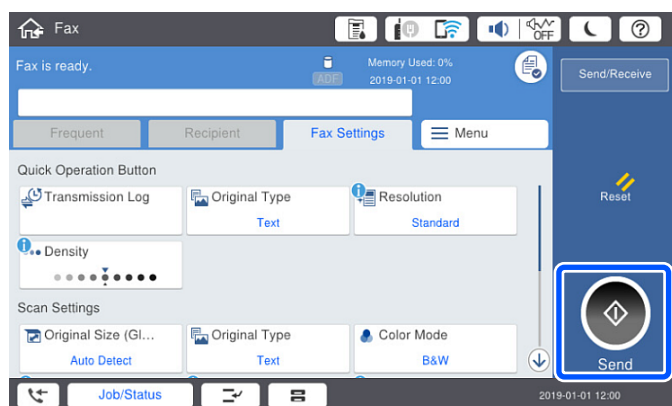 Fax
OFF
Fax is ready.
ADF
Memory Used: 0%
2019-01-01 12:00
Send/Receive
Frequent
Recipient
Fax Settings
Menu
Quick Operation Button
Transmission Log
Original Type
Text
Resolution
Standard
Reset
Density
Scan Settings
Original Size (Gl...
Auto Detect
Original Type
Text
Color Mode
B&W
Send
Job/Status
2019-01-01 12:00